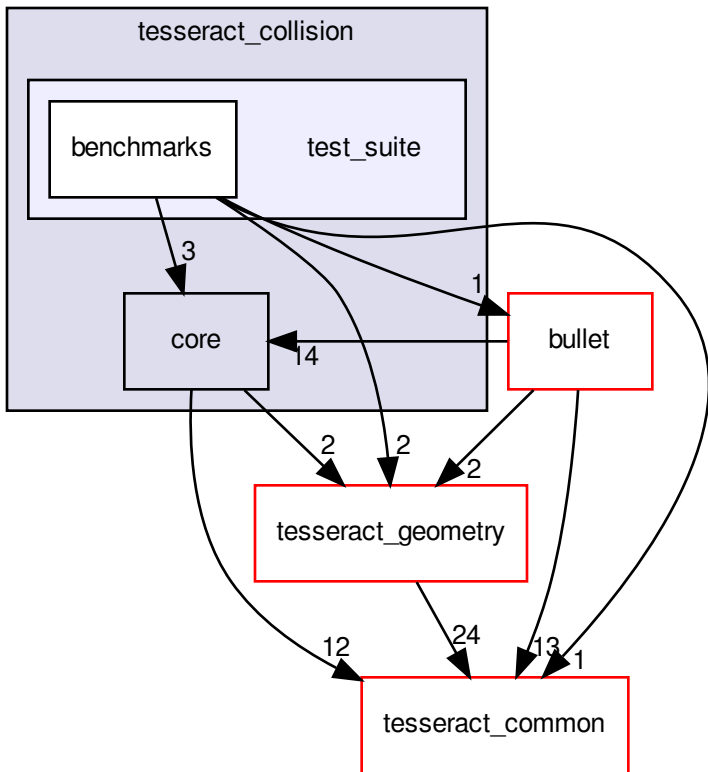 tesseract_collision
benchmarks
test_suite
3
1
core
14
bullet
2
2
2
tesseract_geometry
12
24
13
1
tesseract_common